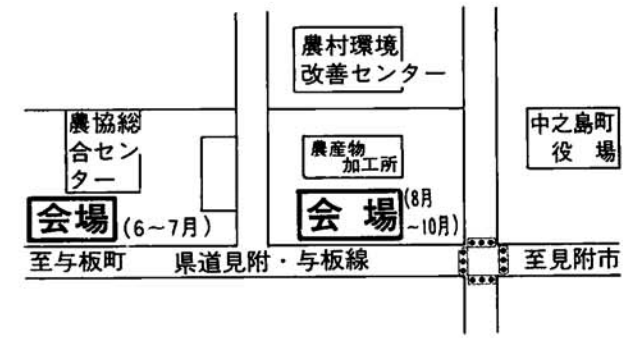 農村環境
改善センター
農協総
合セン
ター
農産物
加工所
中之島町
役場
会場(6～7月)
会場(8月
～10月)
至与板町
県道見附・与板線
至見附市